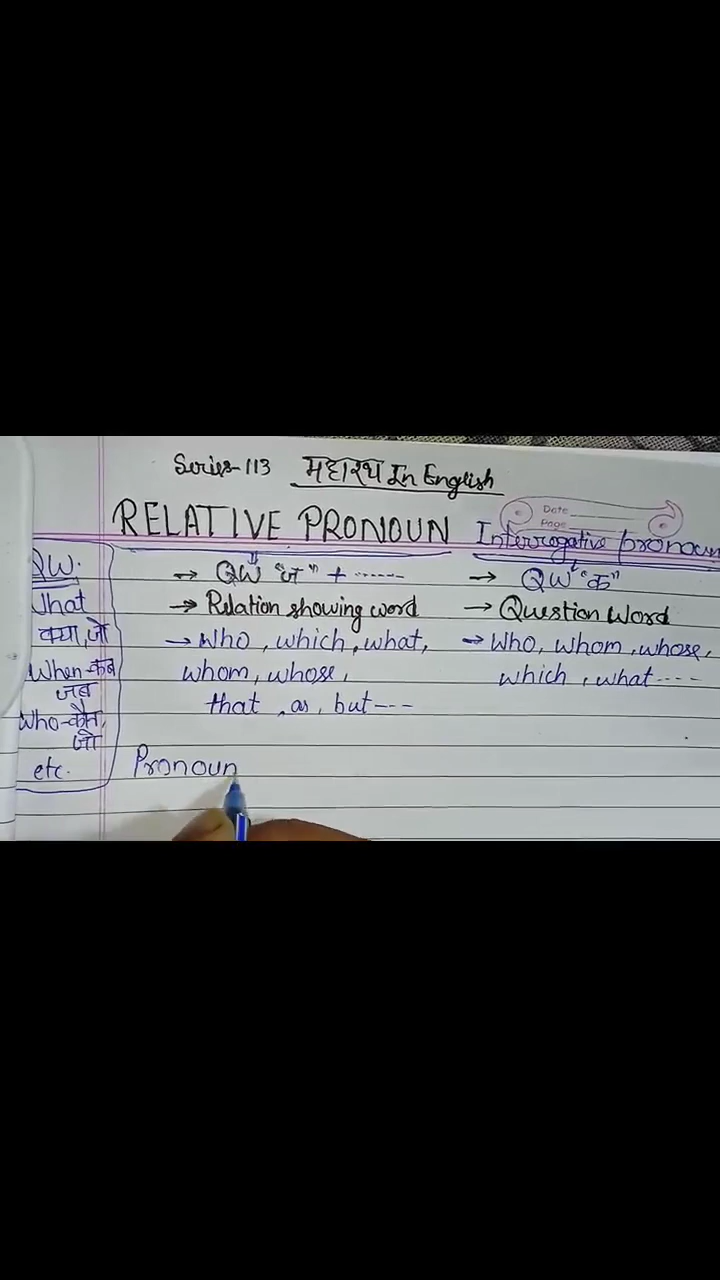 Series-113 महारथ In English
RELATIVE PRONOUN
Date
Page
Interrogative pronoun
QW.
What
क्या, जो
When-कब
जब
Who-कौन,
जो
etc.
→ QW "ज" + ------
→ Relation showing word
→ Who, which, what,
whom, whose,
that, as, but---
→ QW "क"
→ Question Word
→ Who, whom, whose,
which, what----
Pronoun